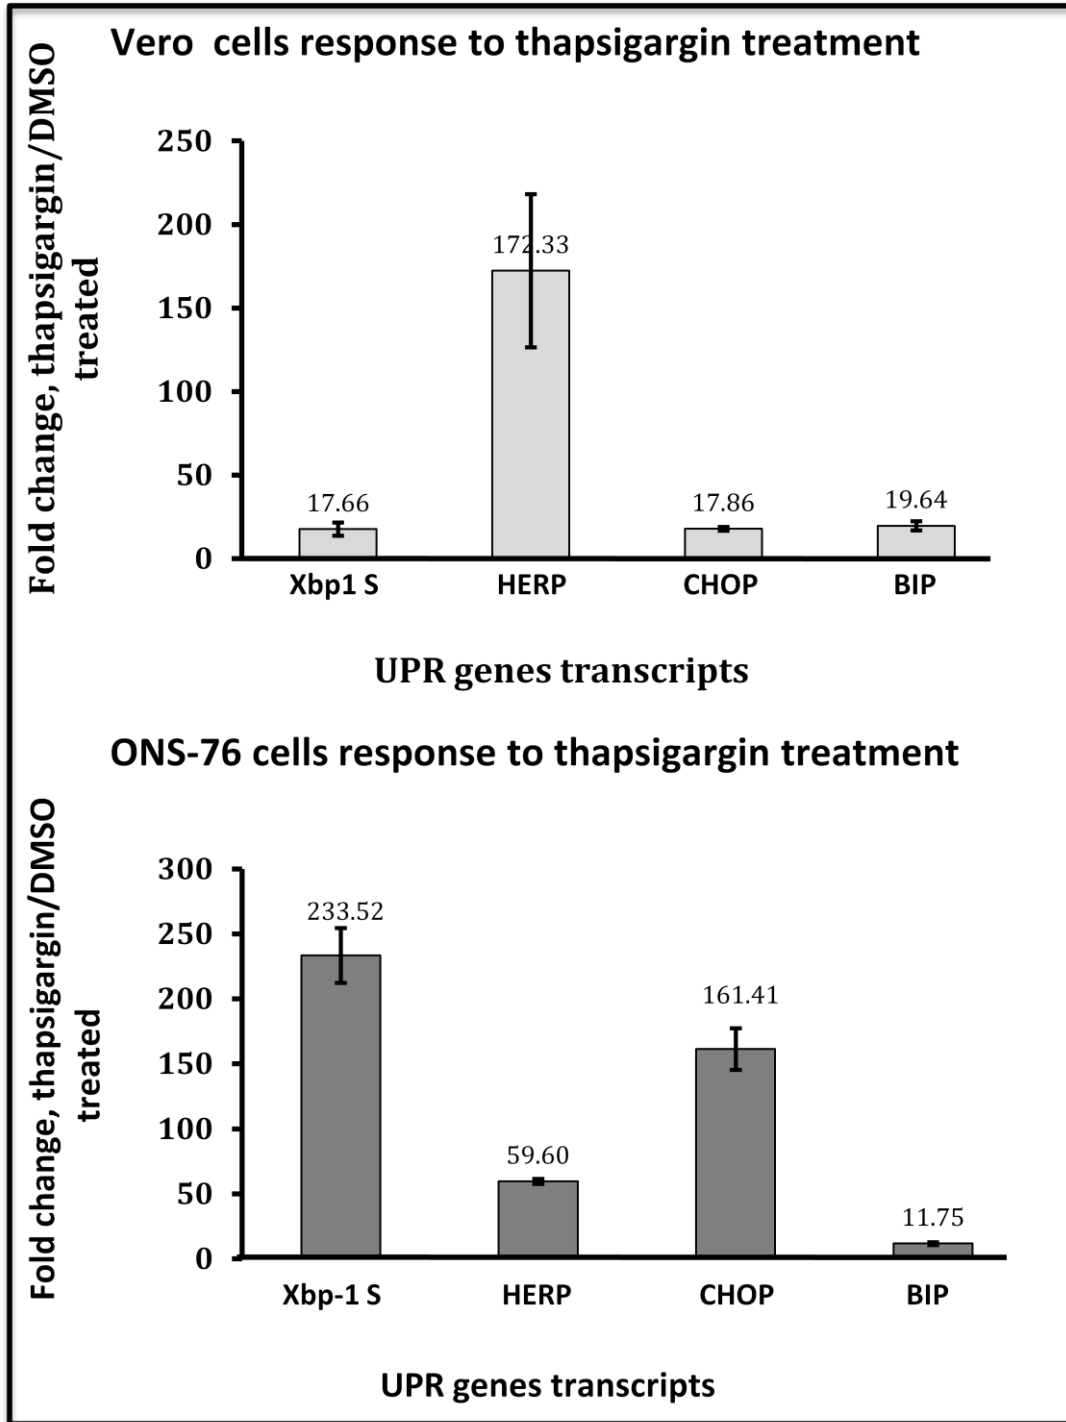 Vero cells response to thapsigargin treatment
Fold change, thapsigargin/DMSO
treated
250
200
150
100
50
0
17.66
172.33
17.86
19.64
Xbp1 S
HERP
CHOP
BIP
UPR genes transcripts
ONS-76 cells response to thapsigargin treatment
Fold change, thapsigargin/DMSO
treated
300
250
200
150
100
50
0
233.52
59.60
161.41
11.75
Xbp-1 S
HERP
CHOP
BIP
UPR genes transcripts